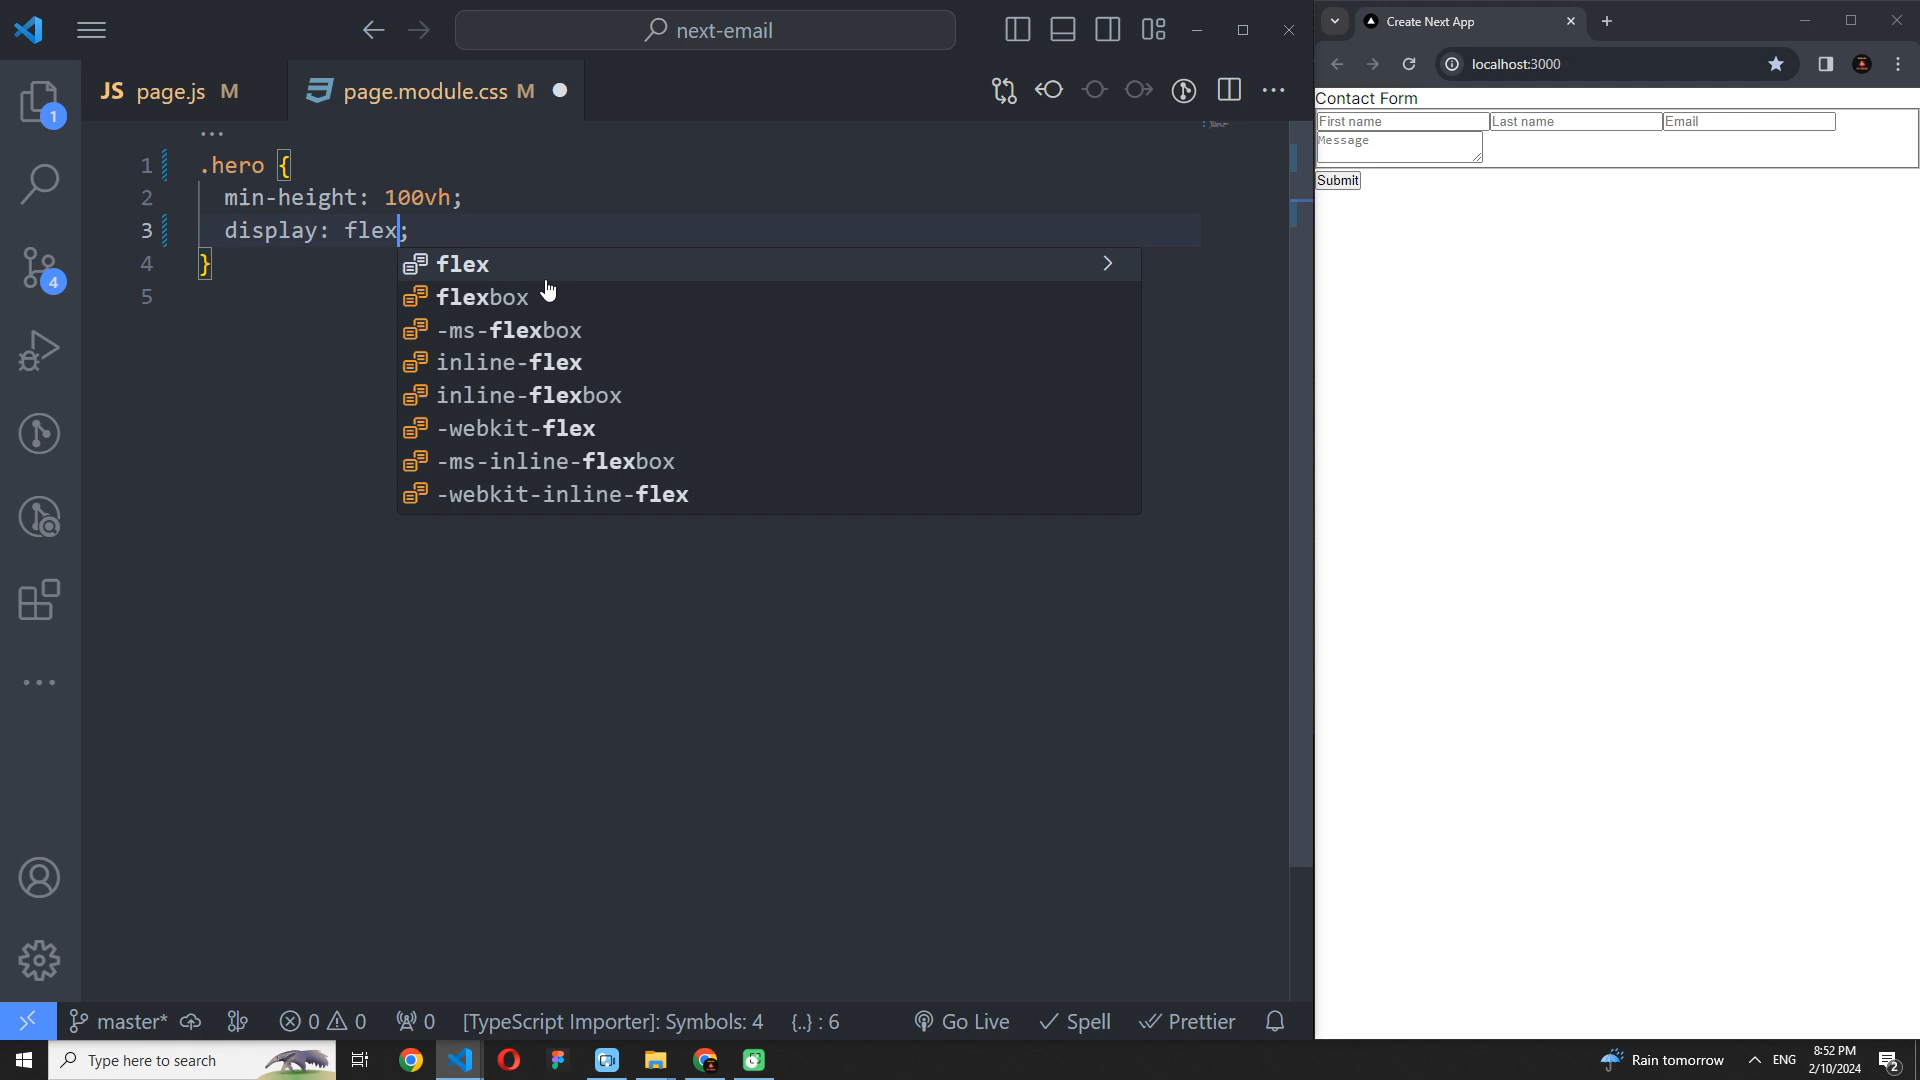 next-email
Create Next App
localhost:3000
JS page.js M
page.module.css M
...
1 .hero {
2 min-height: 100vh;
3 display: flex;
4 }
5
flex
flexbox
-ms-flexbox
inline-flex
inline-flexbox
-webkit-flex
-ms-inline-flexbox
-webkit-inline-flex
1
4
Contact Form
First name
Last name
Email
Message
Submit
master*
0
0
0
[TypeScript Importer]: Symbols: 4
{..} : 6
Go Live
Spell
Prettier
Type here to search
Rain tomorrow
ENG
8:52 PM
2/10/2024
2